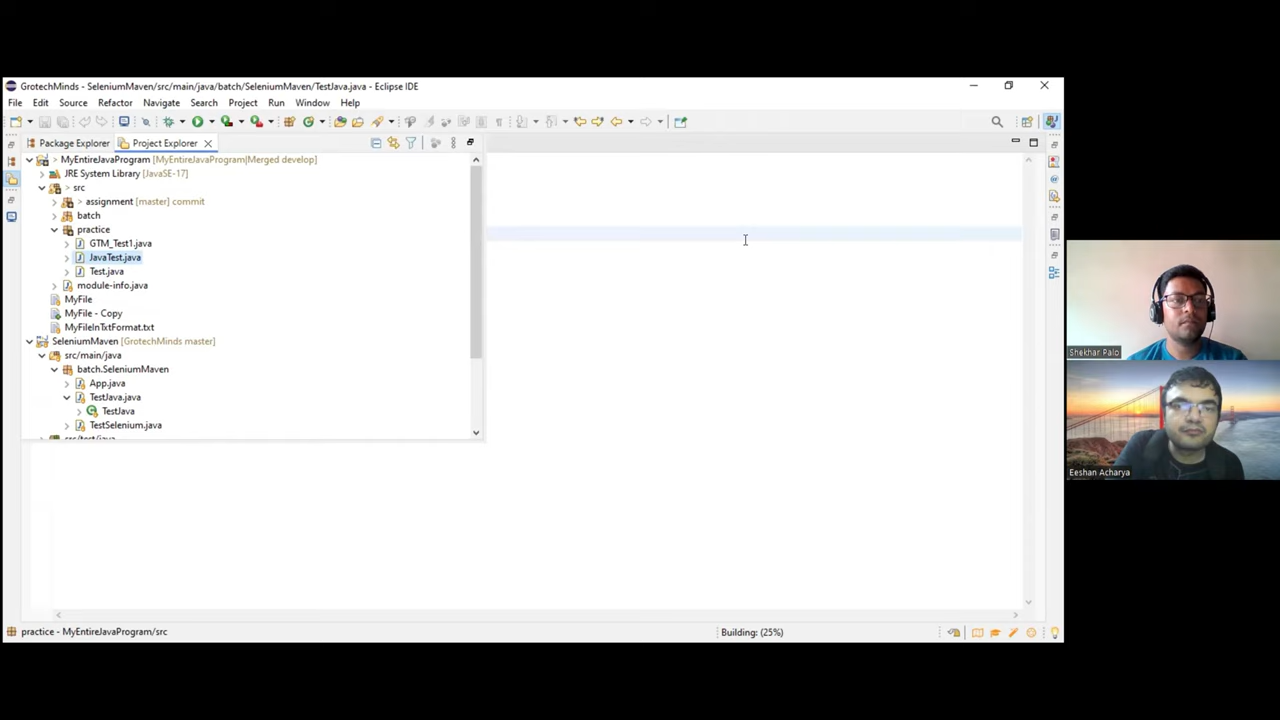 GrotechMinds - SeleniumMaven/src/main/java/batch/SeleniumMaven/TestJava.java - Eclipse IDE
File Edit Source Refactor Navigate Search Project Run Window Help
Package Explorer Project Explorer
> MyEntireJavaProgram [MyEntireJavaProgram|Merged develop]
JRE System Library [JavaSE-17]
> src
> assignment [master] commit
batch
practice
GTM_Test1.java
JavaTest.java
Test.java
module-info.java
MyFile
MyFile - Copy
MyFileInTxtFormat.txt
SeleniumMaven [GrotechMinds master]
src/main/java
batch.SeleniumMaven
App.java
TestJava.java
TestJava
TestSelenium.java
src/test/java
practice - MyEntireJavaProgram/src
Building: (25%)
Shekhar Palo
Eeshan Acharya